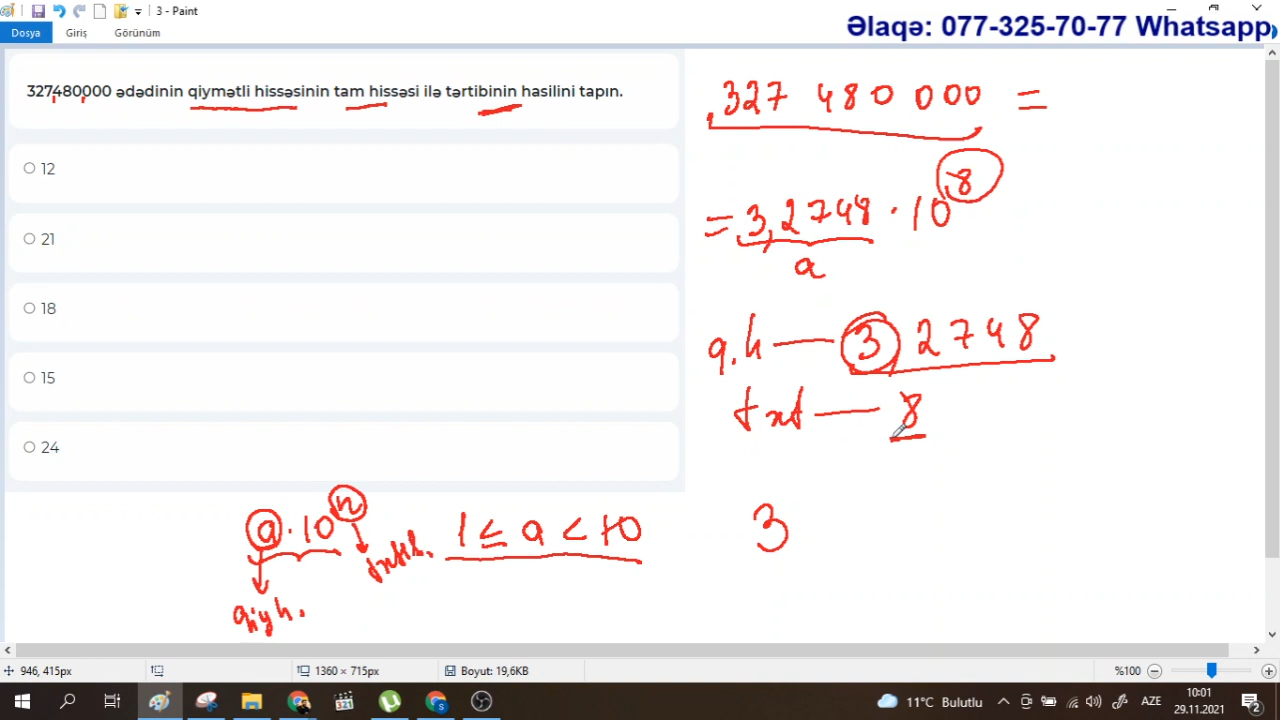 3 - Paint
Əlaqə: 077-325-70-77 Whatsapp
Dosya Giriş Görünüm
327480000 ədədinin qiymətli hissəsinin tam hissəsi ilə tərtibinin hasilini tapın.
12
21
18
15
24
327 480 000 =
= 3,2748 · 10^8
a
q.h — 3 2748
txt — 8
a · 10^n 1 ≤ a < 10
qiyh.
3
946, 415px 1360 × 715px Boyut: 19,6KB %100
11°C Bulutlu AZE 10:01
29.11.2021
2